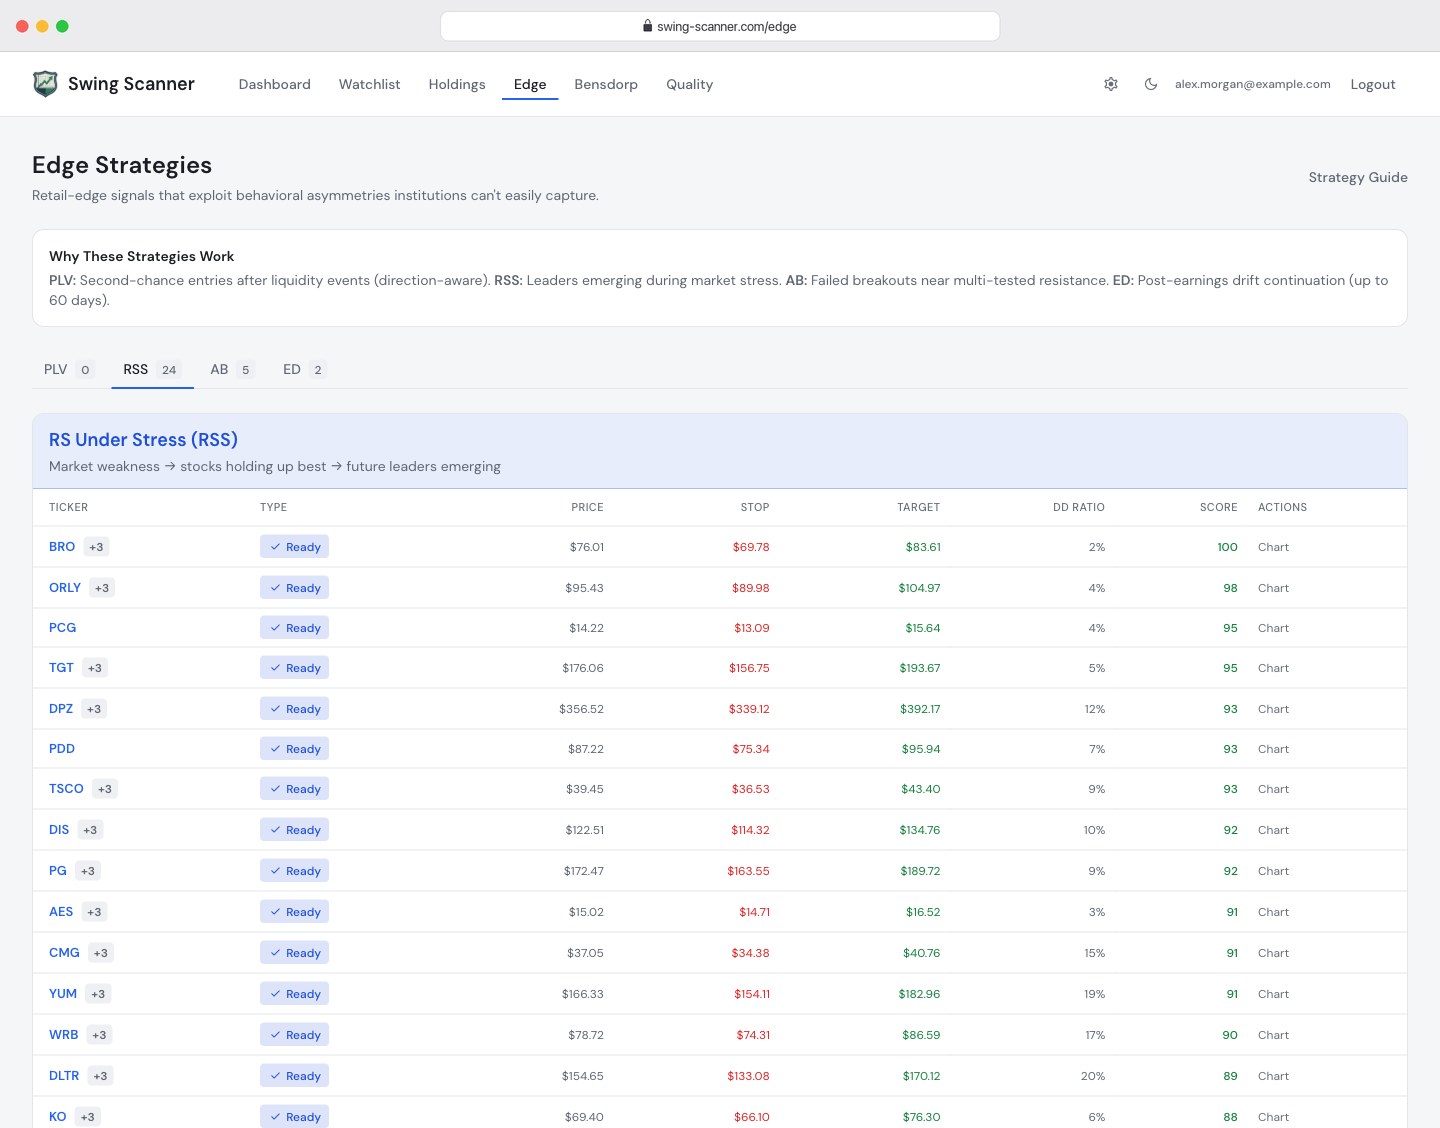 swing-scanner.com/edge
Swing Scanner Dashboard Watchlist Holdings Edge Bensdorp Quality alex.morgan@example.com Logout
Edge Strategies
Retail-edge signals that exploit behavioral asymmetries institutions can't easily capture.
Strategy Guide
Why These Strategies Work
PLV: Second-chance entries after liquidity events (direction-aware). RSS: Leaders emerging during market stress. AB: Failed breakouts near multi-tested resistance. ED: Post-earnings drift continuation (up to
60 days).
PLV 0 RSS 24 AB 5 ED 2
RS Under Stress (RSS)
Market weakness → stocks holding up best → future leaders emerging
TICKER TYPE PRICE STOP TARGET DD RATIO SCORE ACTIONS
BRO +3 ✓ Ready $76.01 $69.78 $83.61 2% 100 Chart
ORLY +3 ✓ Ready $95.43 $89.98 $104.97 4% 98 Chart
PCG ✓ Ready $14.22 $13.09 $15.64 4% 95 Chart
TGT +3 ✓ Ready $176.06 $156.75 $193.67 5% 95 Chart
DPZ +3 ✓ Ready $356.52 $339.12 $392.17 12% 93 Chart
PDD ✓ Ready $87.22 $75.34 $95.94 7% 93 Chart
TSCO +3 ✓ Ready $39.45 $36.53 $43.40 9% 93 Chart
DIS +3 ✓ Ready $122.51 $114.32 $134.76 10% 92 Chart
PG +3 ✓ Ready $172.47 $163.55 $189.72 9% 92 Chart
AES +3 ✓ Ready $15.02 $14.71 $16.52 3% 91 Chart
CMG +3 ✓ Ready $37.05 $34.38 $40.76 15% 91 Chart
YUM +3 ✓ Ready $166.33 $154.11 $182.96 19% 91 Chart
WRB +3 ✓ Ready $78.72 $74.31 $86.59 17% 90 Chart
DLTR +3 ✓ Ready $154.65 $133.08 $170.12 20% 89 Chart
KO +3 ✓ Ready $69.40 $66.10 $76.30 6% 88 Chart